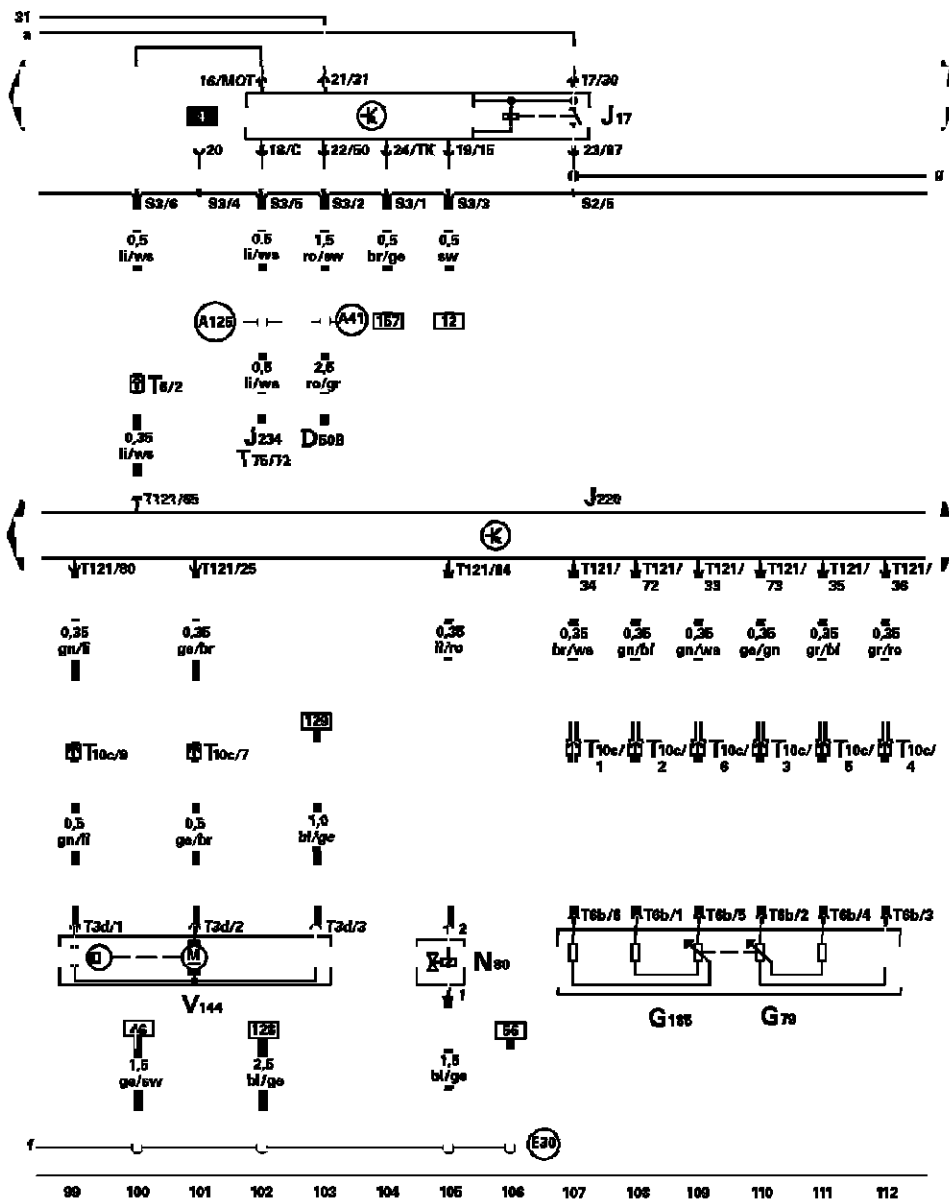 31
a
16/MOT 21/31 17/30
4 J17
20 18/C 22/50 24/TK 19/15 23/87
g
S3/6 S3/4 S3/5 S3/2 S3/1 S3/3 S2/5
0,5 0,5 1,5 0,5 0,5
li/ws li/ws ro/sw br/ge sw
A125 A41 167 12
0,5 2,5
li/ws ro/gr
T6/2
0,35 J234 D50B
li/ws T75/72
J220
T121/80 T121/25 T121/64 T121/ T121/ T121/ T121/ T121/ T121/
34 72 33 73 35 36
0,35 0,35 0,35 0,35 0,35 0,35 0,35 0,35 0,35
gn/li ge/br li/ro br/ws gn/bl gn/ws ge/gn gr/bl gr/ro
129
T10c/9 T10c/7 T10c/ T10c/ T10c/ T10c/ T10c/ T10c/
1 2 6 3 5 4
0,5 0,5 1,0
gn/li ge/br bl/ge
T3d/1 T3d/2 T3d/3 2 T6b/6 T6b/1 T6b/5 T6b/2 T6b/4 T6b/3
M N80
V144 1 G185 G79
46 128 56
1,5 2,5 1,5
ge/sw bl/ge bl/ge
f E30
99 100 101 102 103 104 105 106 107 108 109 110 111 112